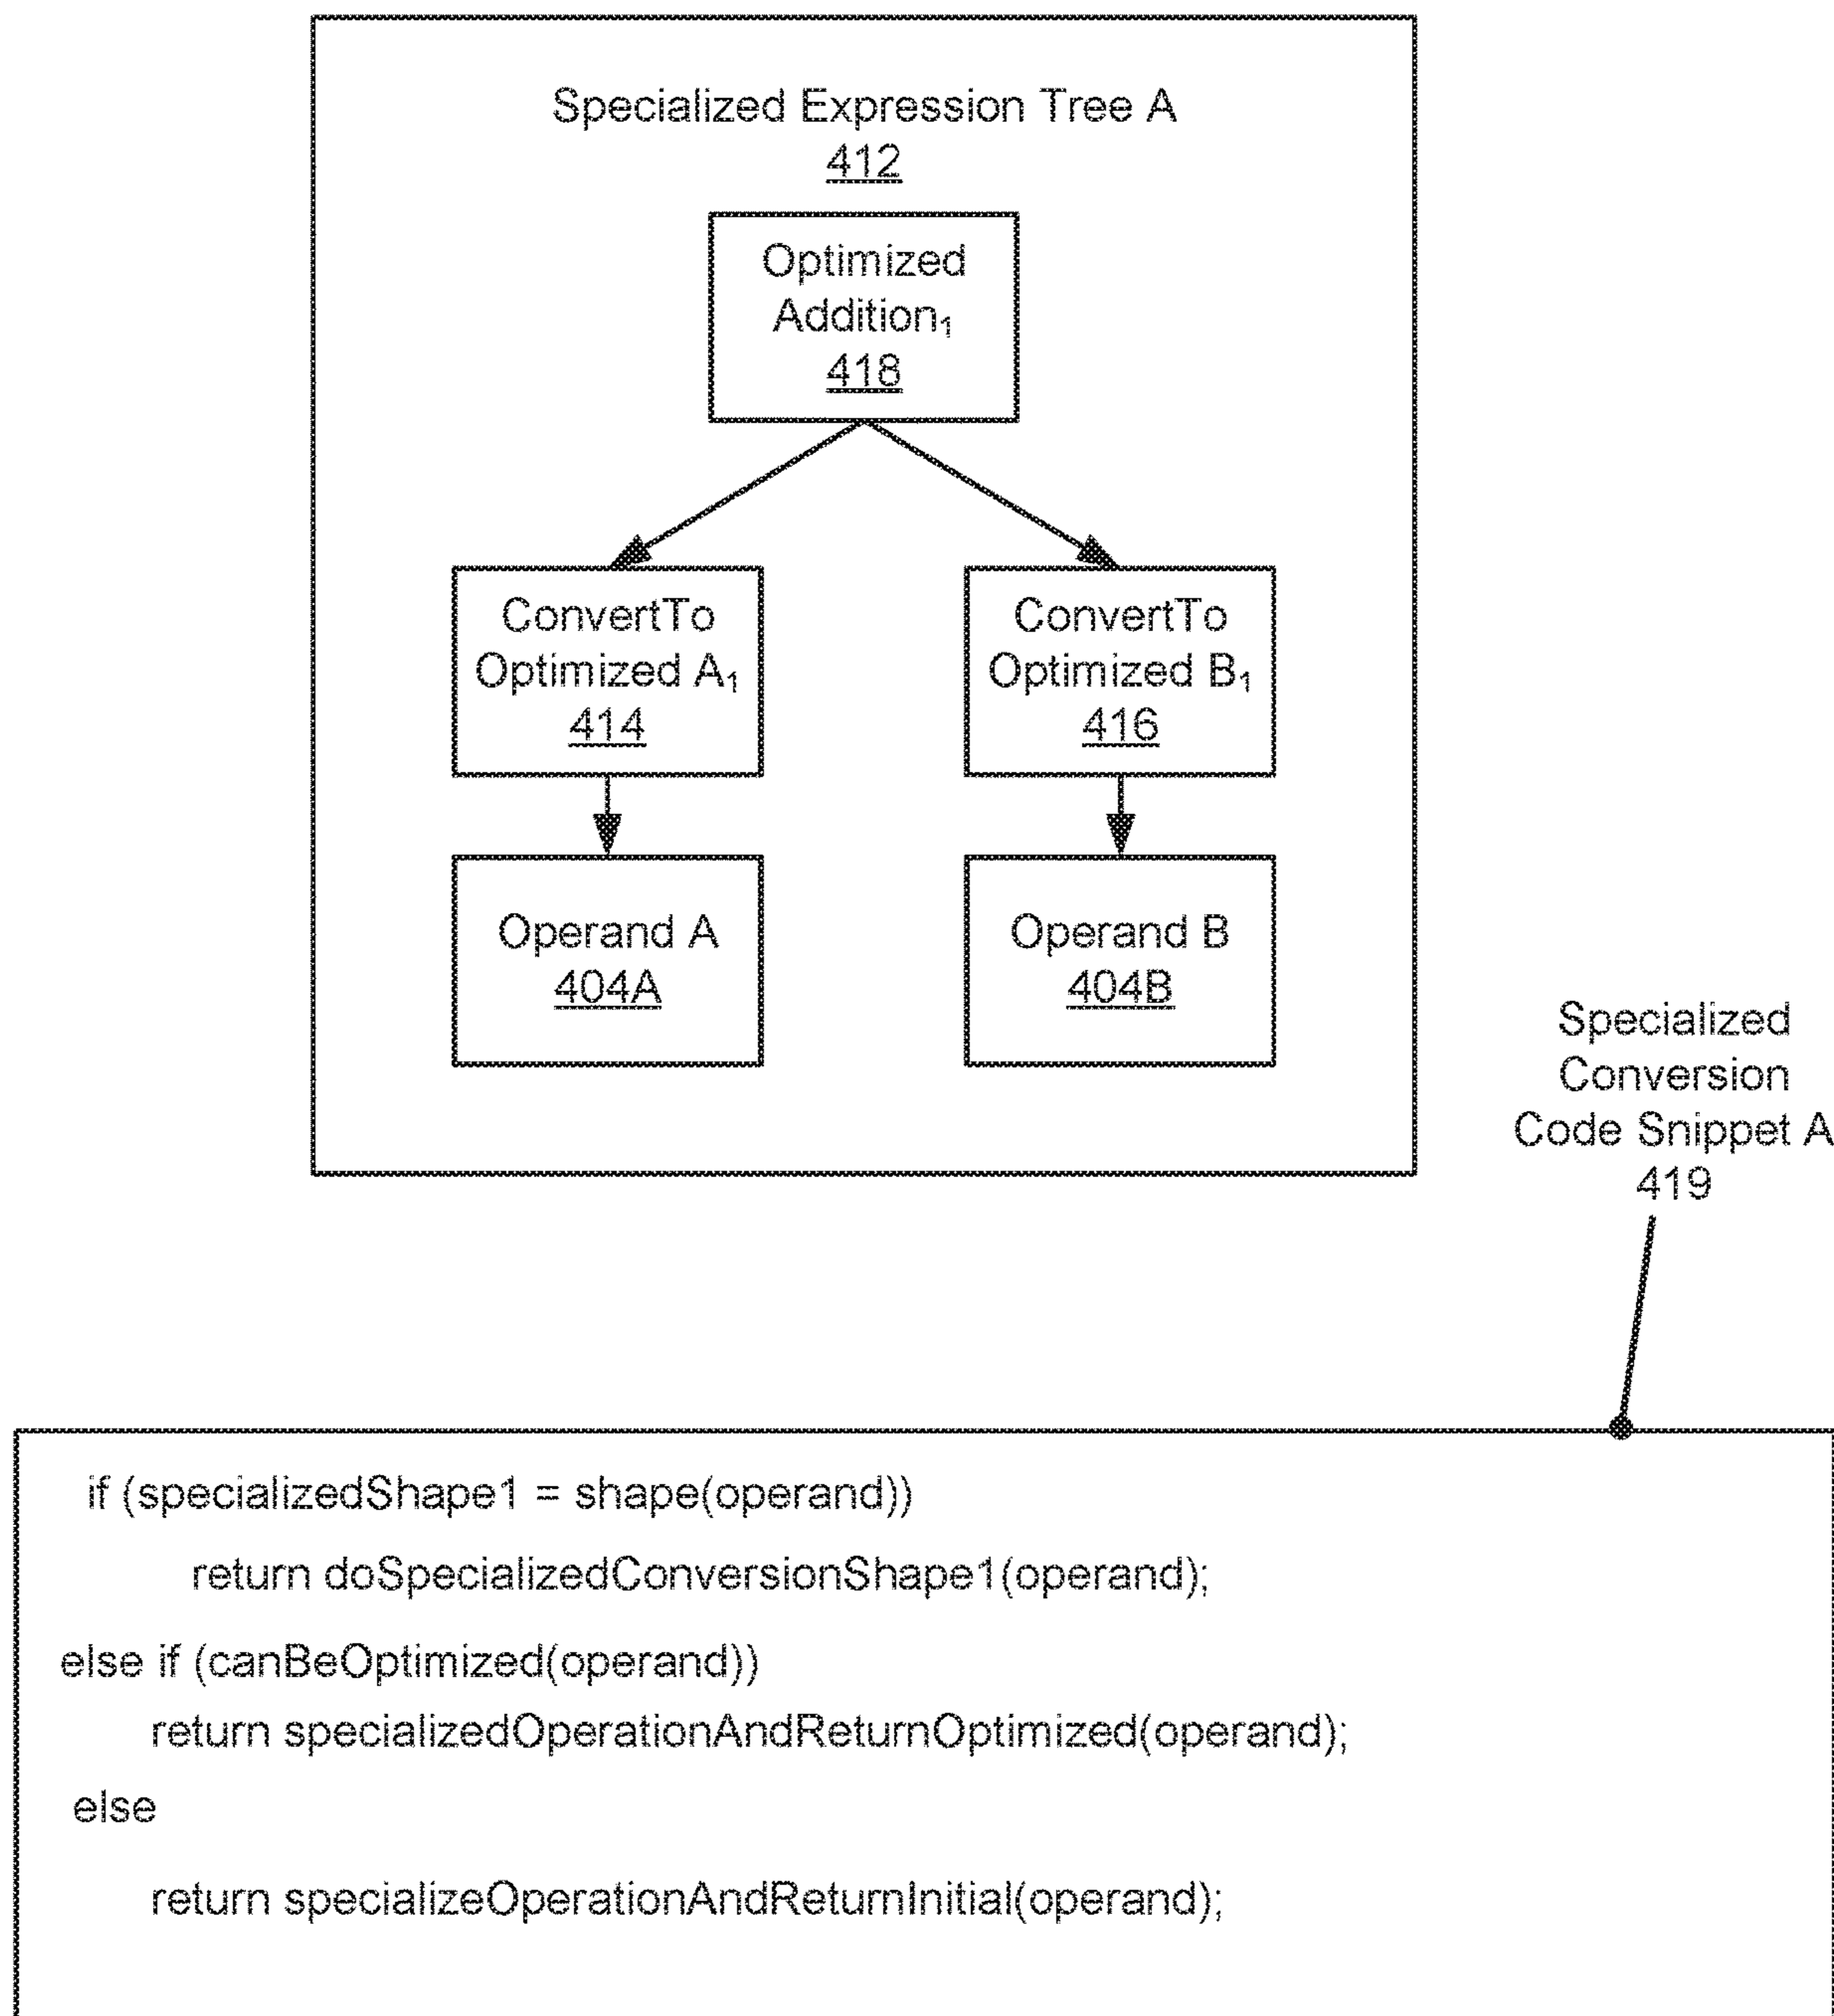 Specialized Expression Tree A
412
Optimized
Addition₁
418
ConvertTo
Optimized A₁
414
ConvertTo
Optimized B₁
416
Operand A
404A
Operand B
404B
Specialized
Conversion
Code Snippet A
419
if (specializedShape1 = shape(operand))
return doSpecializedConversionShape1(operand);
else if (canBeOptimized(operand))
return specializedOperationAndReturnOptimized(operand);
else
return specializeOperationAndReturnInitial(operand);